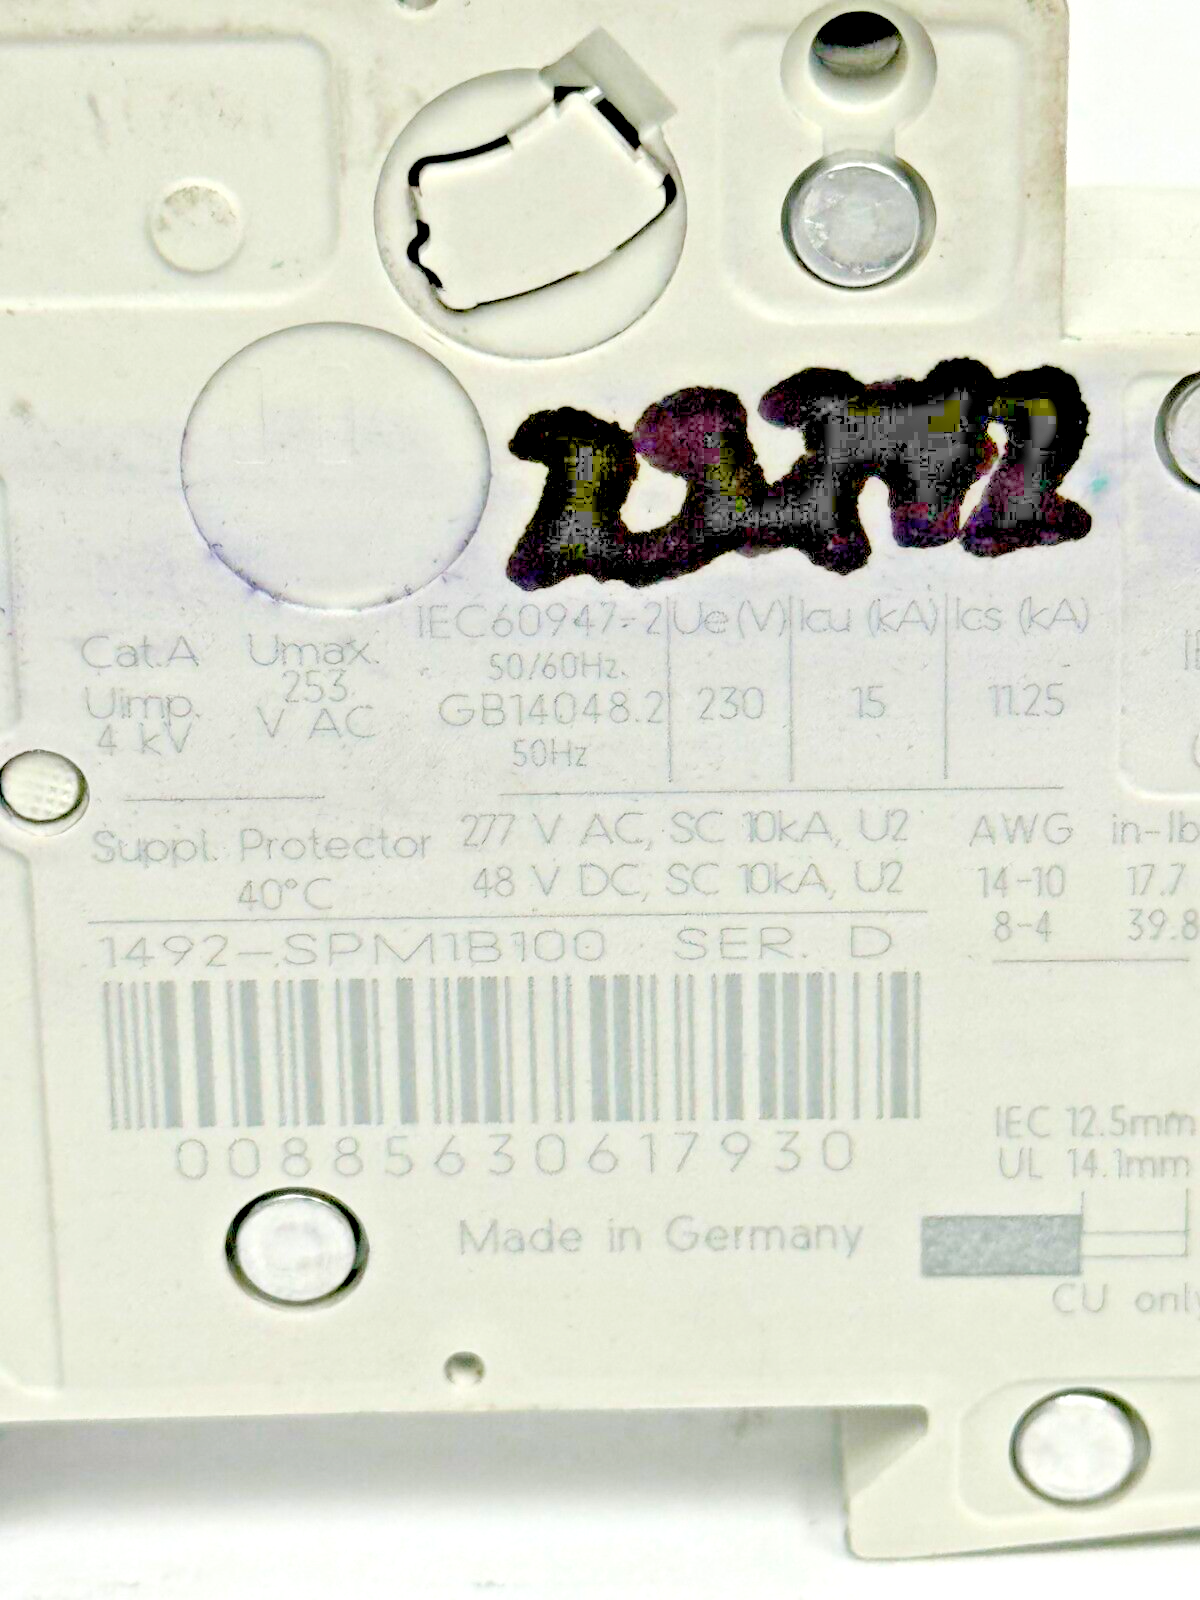 IEC60947-2 Ue(V) Icu (kA) Ics (kA)
Cat.A Umax. 50/60Hz.
Uimp. 253 GB14048.2 230 15 11.25
4 kV V AC 50Hz
Suppl. Protector 277 V AC, SC 10kA, U2 AWG in-lb
40°C 48 V DC, SC 10kA, U2 14-10 17.7
8-4 39.8
1492-SPM1B100 SER. D
00885630617930
IEC 12.5mm
UL 14.1mm
Made in Germany
CU only